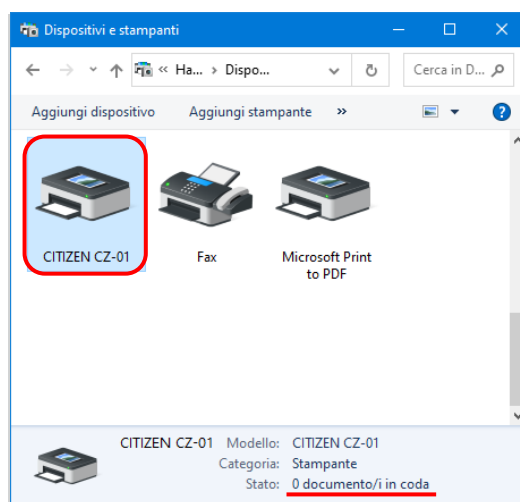 Dispositivi e stampanti
« Ha... › Dispo...
Cerca in D...
Aggiungi dispositivo Aggiungi stampante »
CITIZEN CZ-01 Fax Microsoft Print
to PDF
CITIZEN CZ-01 Modello: CITIZEN CZ-01
Categoria: Stampante
Stato: 0 documento/i in coda